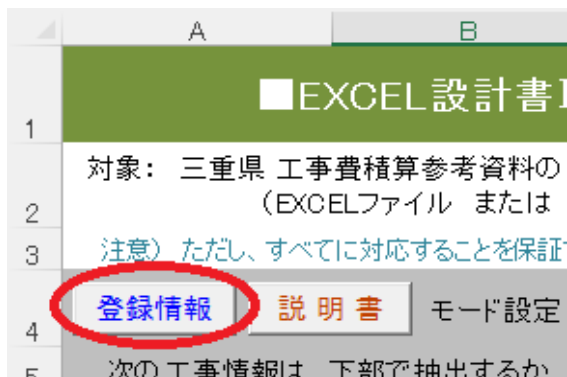 A B
1 ■EXCEL設計書
2 対象： 三重県 工事費積算参考資料の
（EXCELファイル または
3 注意） ただし、すべてに対応することを保証
4 登録情報 説 明 書 モード設定
5 次の工事情報は、下部で抽出するか